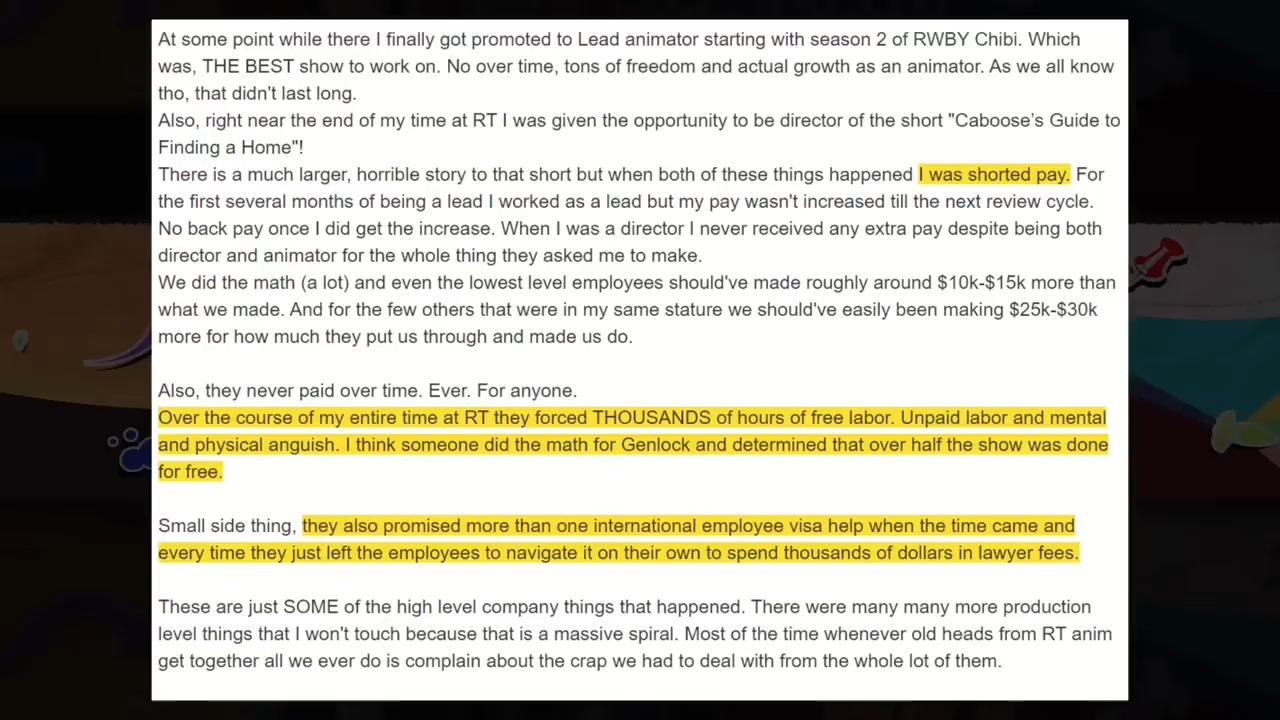 At some point while there I finally got promoted to Lead animator starting with season 2 of RWBY Chibi. Which
was, THE BEST show to work on. No over time, tons of freedom and actual growth as an animator. As we all know
tho, that didn't last long.
Also, right near the end of my time at RT I was given the opportunity to be director of the short "Caboose’s Guide to
Finding a Home"!
There is a much larger, horrible story to that short but when both of these things happened I was shorted pay. For
the first several months of being a lead I worked as a lead but my pay wasn't increased till the next review cycle.
No back pay once I did get the increase. When I was a director I never received any extra pay despite being both
director and animator for the whole thing they asked me to make.
We did the math (a lot) and even the lowest level employees should've made roughly around $10k-$15k more than
what we made. And for the few others that were in my same stature we should've easily been making $25k-$30k
more for how much they put us through and made us do.
Also, they never paid over time. Ever. For anyone.
Over the course of my entire time at RT they forced THOUSANDS of hours of free labor. Unpaid labor and mental
and physical anguish. I think someone did the math for Genlock and determined that over half the show was done
for free.
Small side thing, they also promised more than one international employee visa help when the time came and
every time they just left the employees to navigate it on their own to spend thousands of dollars in lawyer fees.
These are just SOME of the high level company things that happened. There were many many more production
level things that I won't touch because that is a massive spiral. Most of the time whenever old heads from RT anim
get together all we ever do is complain about the crap we had to deal with from the whole lot of them.